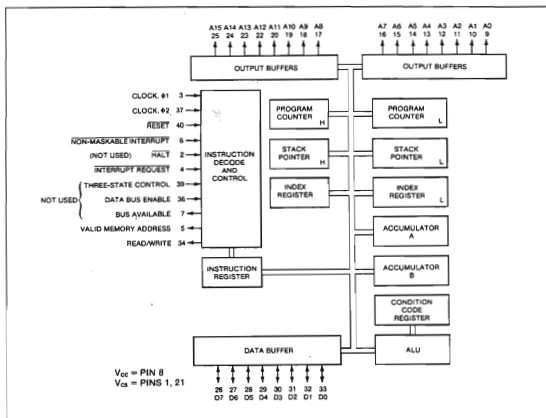 A15 A14 A13 A12 A11 A10 A9 A8
25 24 23 22 20 19 18 17
A7 A6 A5 A4 A3 A2 A1 A0
16 15 14 13 12 11 10 9
OUTPUT BUFFERS
OUTPUT BUFFERS
CLOCK, ϕ1 3
CLOCK, ϕ2 37
RESET 40
NON-MASKABLE INTERRUPT 6
(NOT USED) HALT 2
INTERRUPT REQUEST 4
THREE-STATE CONTROL 39
NOT USED
DATA BUS ENABLE 36
BUS AVAILABLE 7
VALID MEMORY ADDRESS 5
READ/WRITE 34
INSTRUCTION
DECODE
AND
CONTROL
INSTRUCTION
REGISTER
PROGRAM
COUNTER
H
PROGRAM
COUNTER
L
STACK
POINTER
H
STACK
POINTER
L
INDEX
REGISTER
H
INDEX
REGISTER
L
ACCUMULATOR
A
ACCUMULATOR
B
CONDITION
CODE
REGISTER
DATA BUFFER
ALU
VCC = PIN 8
VCS = PINS 1, 21
26 27 28 29 30 31 32 33
D7 D6 D5 D4 D3 D2 D1 D0